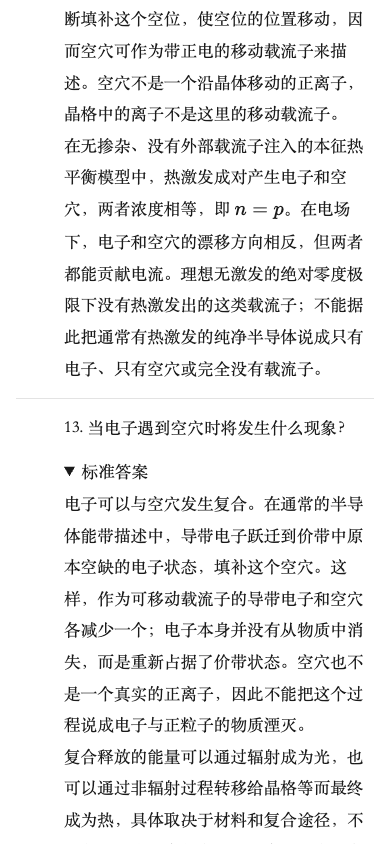 断填补这个空位，使空位的位置移动，因
而空穴可作为带正电的移动载流子来描
述。空穴不是一个沿晶体移动的正离子，
晶格中的离子不是这里的移动载流子。
在无掺杂、没有外部载流子注入的本征热
平衡模型中，热激发成对产生电子和空
穴，两者浓度相等，即 n = p。在电场
下，电子和空穴的漂移方向相反，但两者
都能贡献电流。理想无激发的绝对零度极
限下没有热激发出的这类载流子；不能据
此把通常有热激发的纯净半导体说成只有
电子、只有空穴或完全没有载流子。
13. 当电子遇到空穴时将发生什么现象？
▼ 标准答案
电子可以与空穴发生复合。在通常的半导
体能带描述中，导带电子跃迁到价带中原
本空缺的电子状态，填补这个空穴。这
样，作为可移动载流子的导带电子和空穴
各减少一个；电子本身并没有从物质中消
失，而是重新占据了价带状态。空穴也不
是一个真实的正离子，因此不能把这个过
程说成电子与正粒子的物质湮灭。
复合释放的能量可以通过辐射成为光，也
可以通过非辐射过程转移给晶格等而最终
成为热，具体取决于材料和复合途径，不